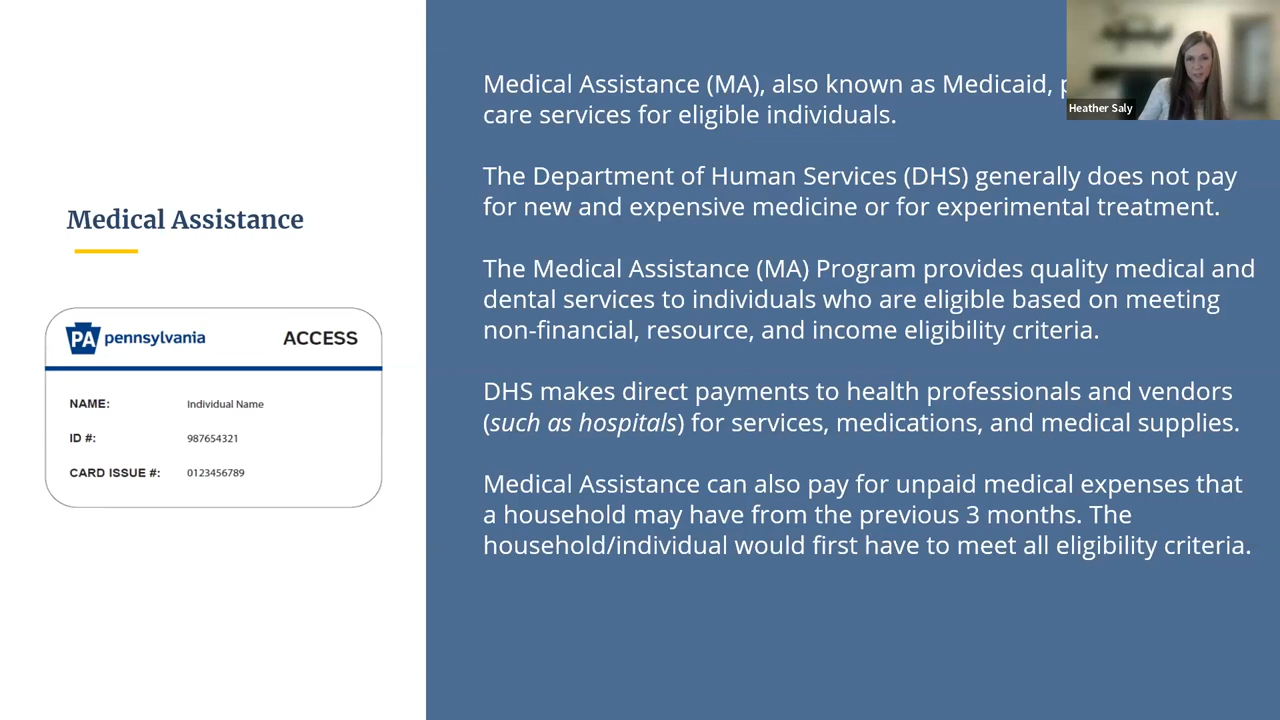 Medical Assistance
PA pennsylvania
ACCESS
NAME: Individual Name
ID #: 987654321
CARD ISSUE #: 0123456789
Medical Assistance (MA), also known as Medicaid,
care services for eligible individuals.
The Department of Human Services (DHS) generally does not pay
for new and expensive medicine or for experimental treatment.
The Medical Assistance (MA) Program provides quality medical and
dental services to individuals who are eligible based on meeting
non-financial, resource, and income eligibility criteria.
DHS makes direct payments to health professionals and vendors
(such as hospitals) for services, medications, and medical supplies.
Medical Assistance can also pay for unpaid medical expenses that
a household may have from the previous 3 months. The
household/individual would first have to meet all eligibility criteria.
Heather Saly